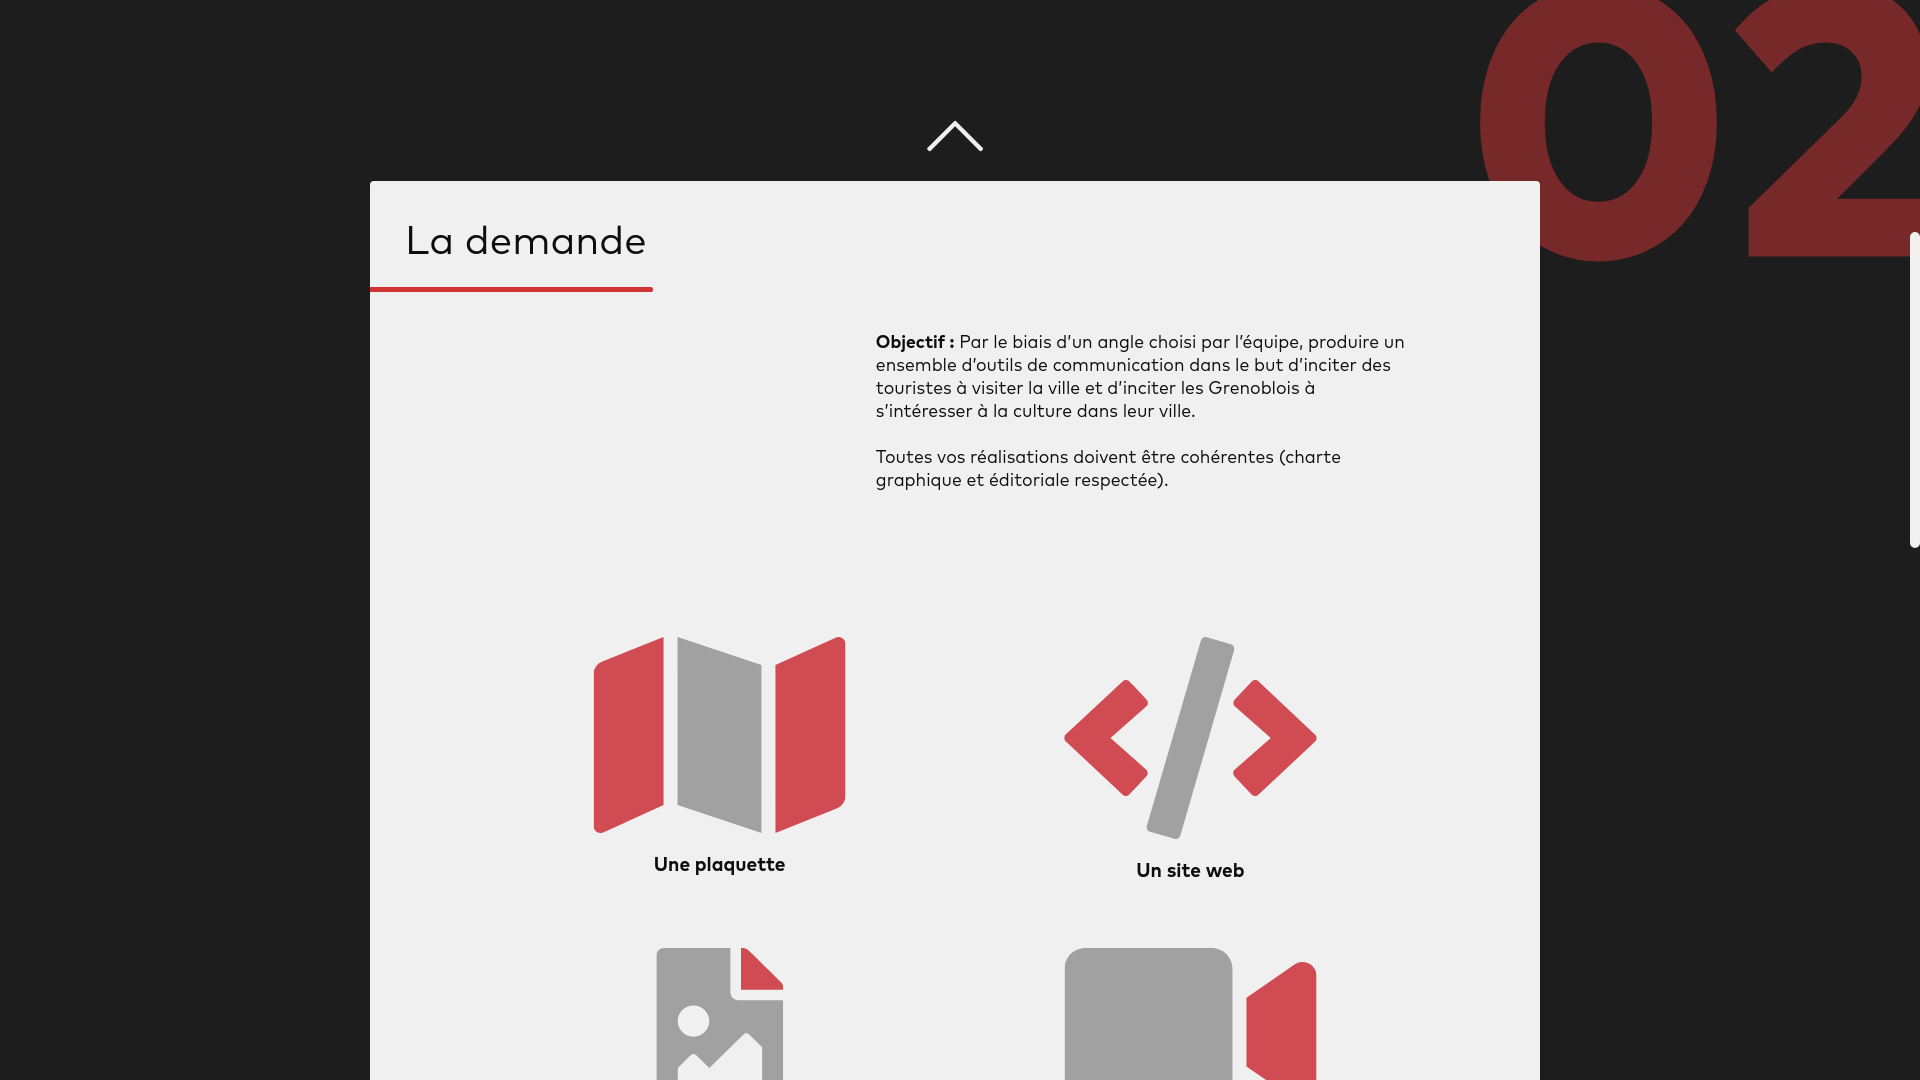 02
La demande
Objectif : Par le biais d’un angle choisi par l’équipe, produire un
ensemble d’outils de communication dans le but d’inciter des
touristes à visiter la ville et d’inciter les Grenoblois à
s’intéresser à la culture dans leur ville.
Toutes vos réalisations doivent être cohérentes (charte
graphique et éditoriale respectée).
Une plaquette
Un site web